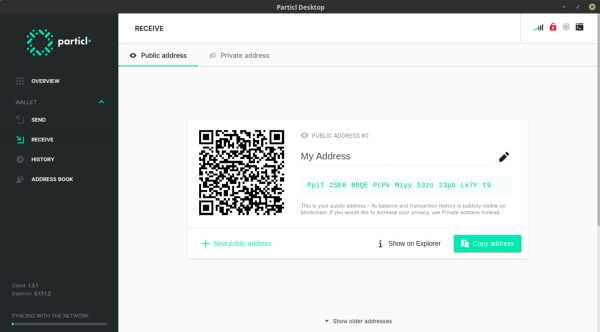 Particl Desktop
particl
RECEIVE
Public address
Private address
OVERVIEW
WALLET
SEND
RECEIVE
HISTORY
ADDRESS BOOK
PUBLIC ADDRESS #0
My Address
PpiT 2SE8 B8QE PcPk Miyy 53zo 23pb Lx7Y t9
This is your public address – its balance and transaction history is publicly visible on
blockchain. If you would like to increase your privacy, use Private address instead.
New public address
Show on Explorer
Copy address
Client 1.3.1
Daemon 0.17.1.2
SYNCING WITH THE NETWORK
Show older addresses